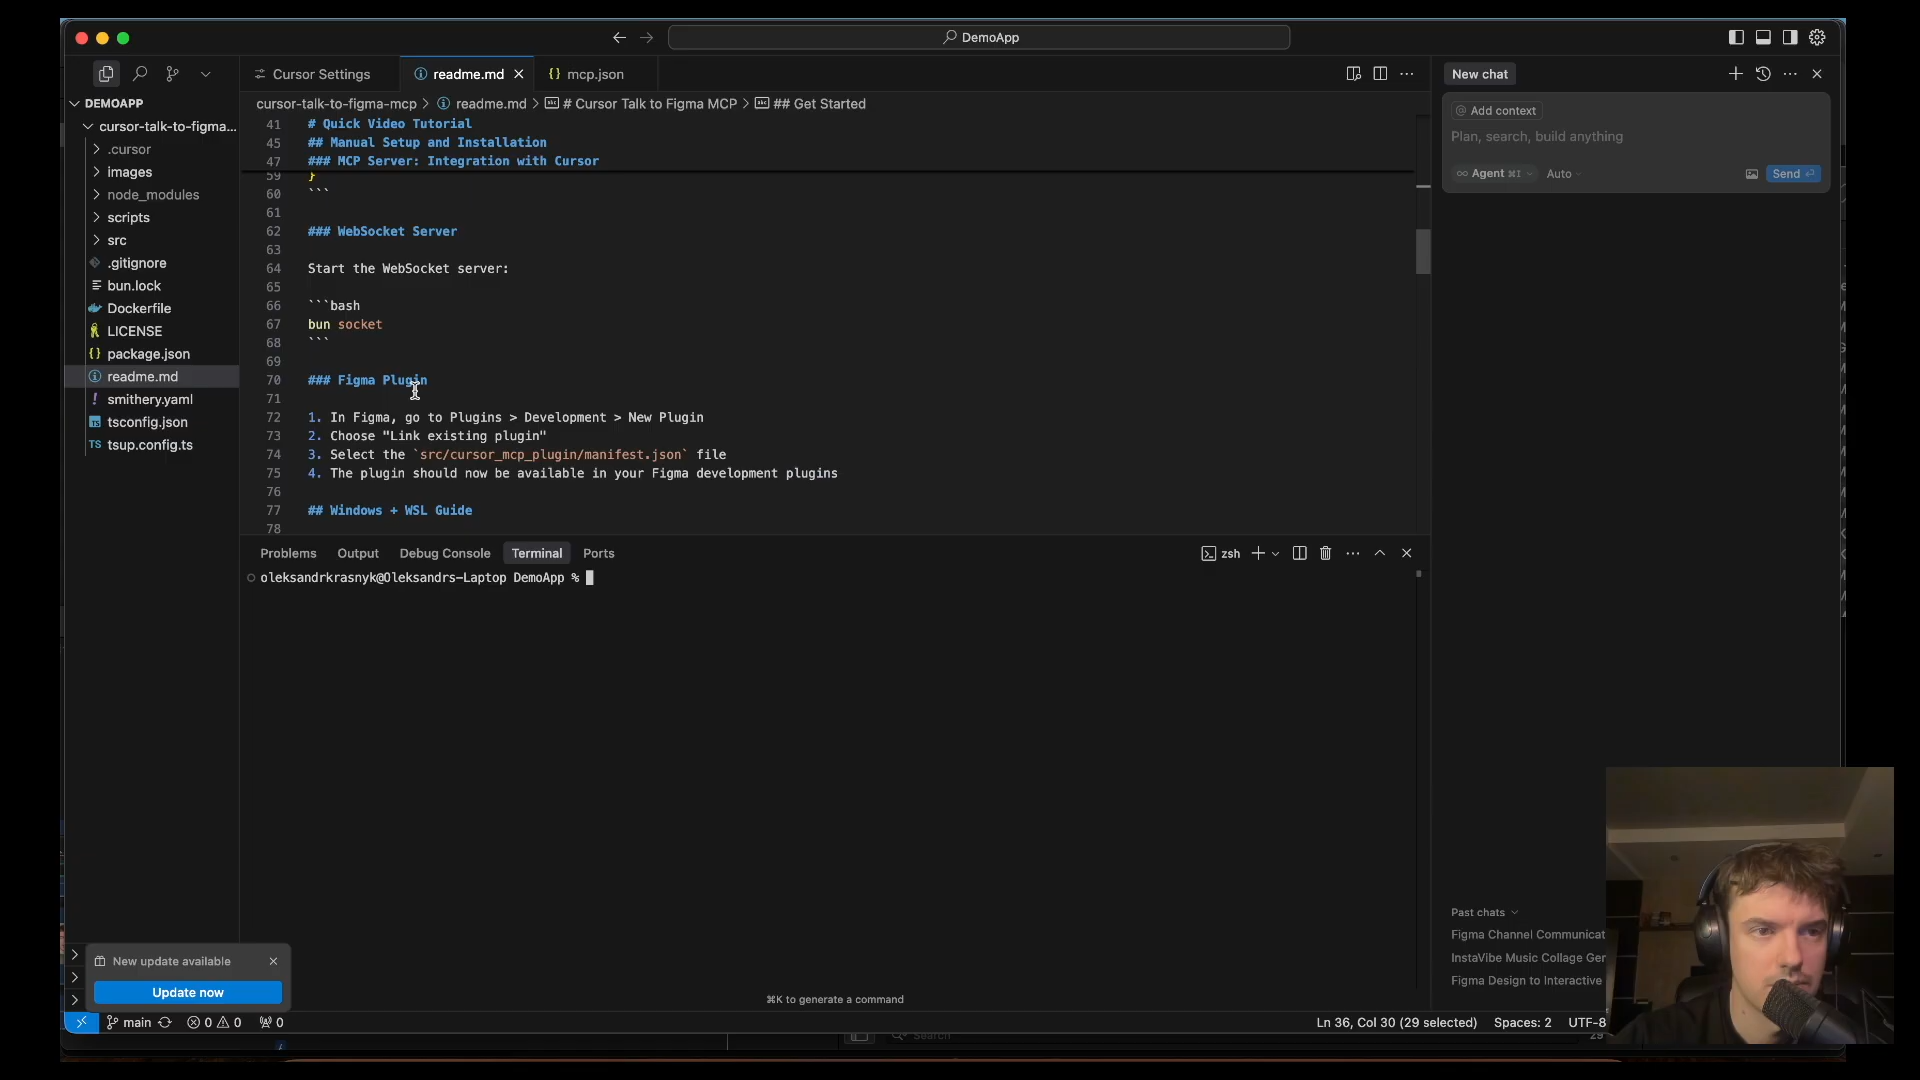 DemoApp
Cursor Settings
readme.md
mcp.json
New chat
DEMOAPP
cursor-talk-to-figma-mcp > readme.md > # Cursor Talk to Figma MCP > ## Get Started
Add context
Plan, search, build anything
Agent ⌘I
Auto
Send
cursor-talk-to-figma...
.cursor
images
node_modules
scripts
src
.gitignore
bun.lock
Dockerfile
LICENSE
package.json
readme.md
smithery.yaml
tsconfig.json
TS tsup.config.ts
41 # Quick Video Tutorial
45 ## Manual Setup and Installation
47 ### MCP Server: Integration with Cursor
59 }
60 ```
61
62 ### WebSocket Server
63
64 Start the WebSocket server:
65
66 ```bash
67 bun socket
68 ```
69
70 ### Figma Plugin
71
72 1. In Figma, go to Plugins > Development > New Plugin
73 2. Choose "Link existing plugin"
74 3. Select the `src/cursor_mcp_plugin/manifest.json` file
75 4. The plugin should now be available in your Figma development plugins
76
77 ## Windows + WSL Guide
78
Problems
Output
Debug Console
Terminal
Ports
zsh
oleksandrkrasnyk@Oleksandrs-Laptop DemoApp %
⌘K to generate a command
Past chats
Figma Channel Communicat
InstaVibe Music Collage Ger
Figma Design to Interactive
New update available
Update now
main
0
0
0
Ln 36, Col 30 (29 selected)
Spaces: 2
UTF-8
Search